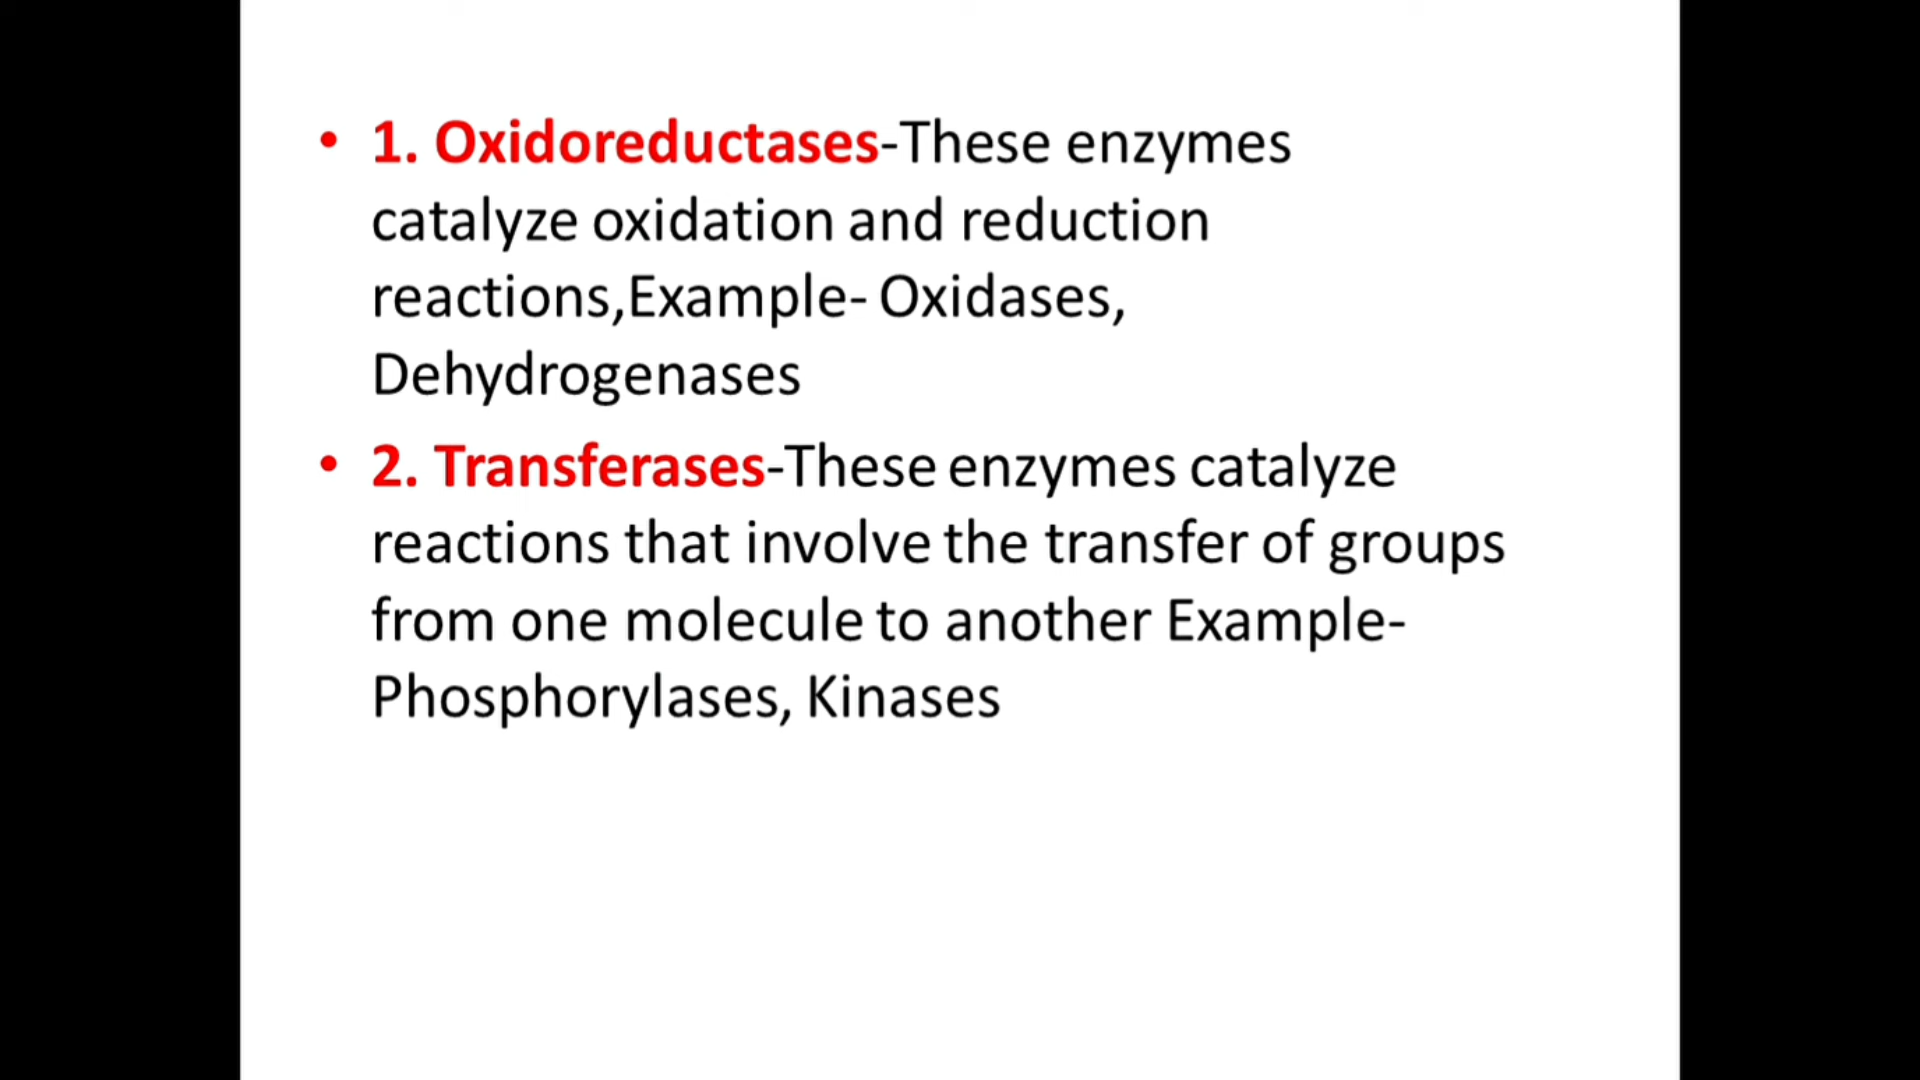 • 1. Oxidoreductases-These enzymes
catalyze oxidation and reduction
reactions,Example- Oxidases,
Dehydrogenases
• 2. Transferases-These enzymes catalyze
reactions that involve the transfer of groups
from one molecule to another Example-
Phosphorylases, Kinases